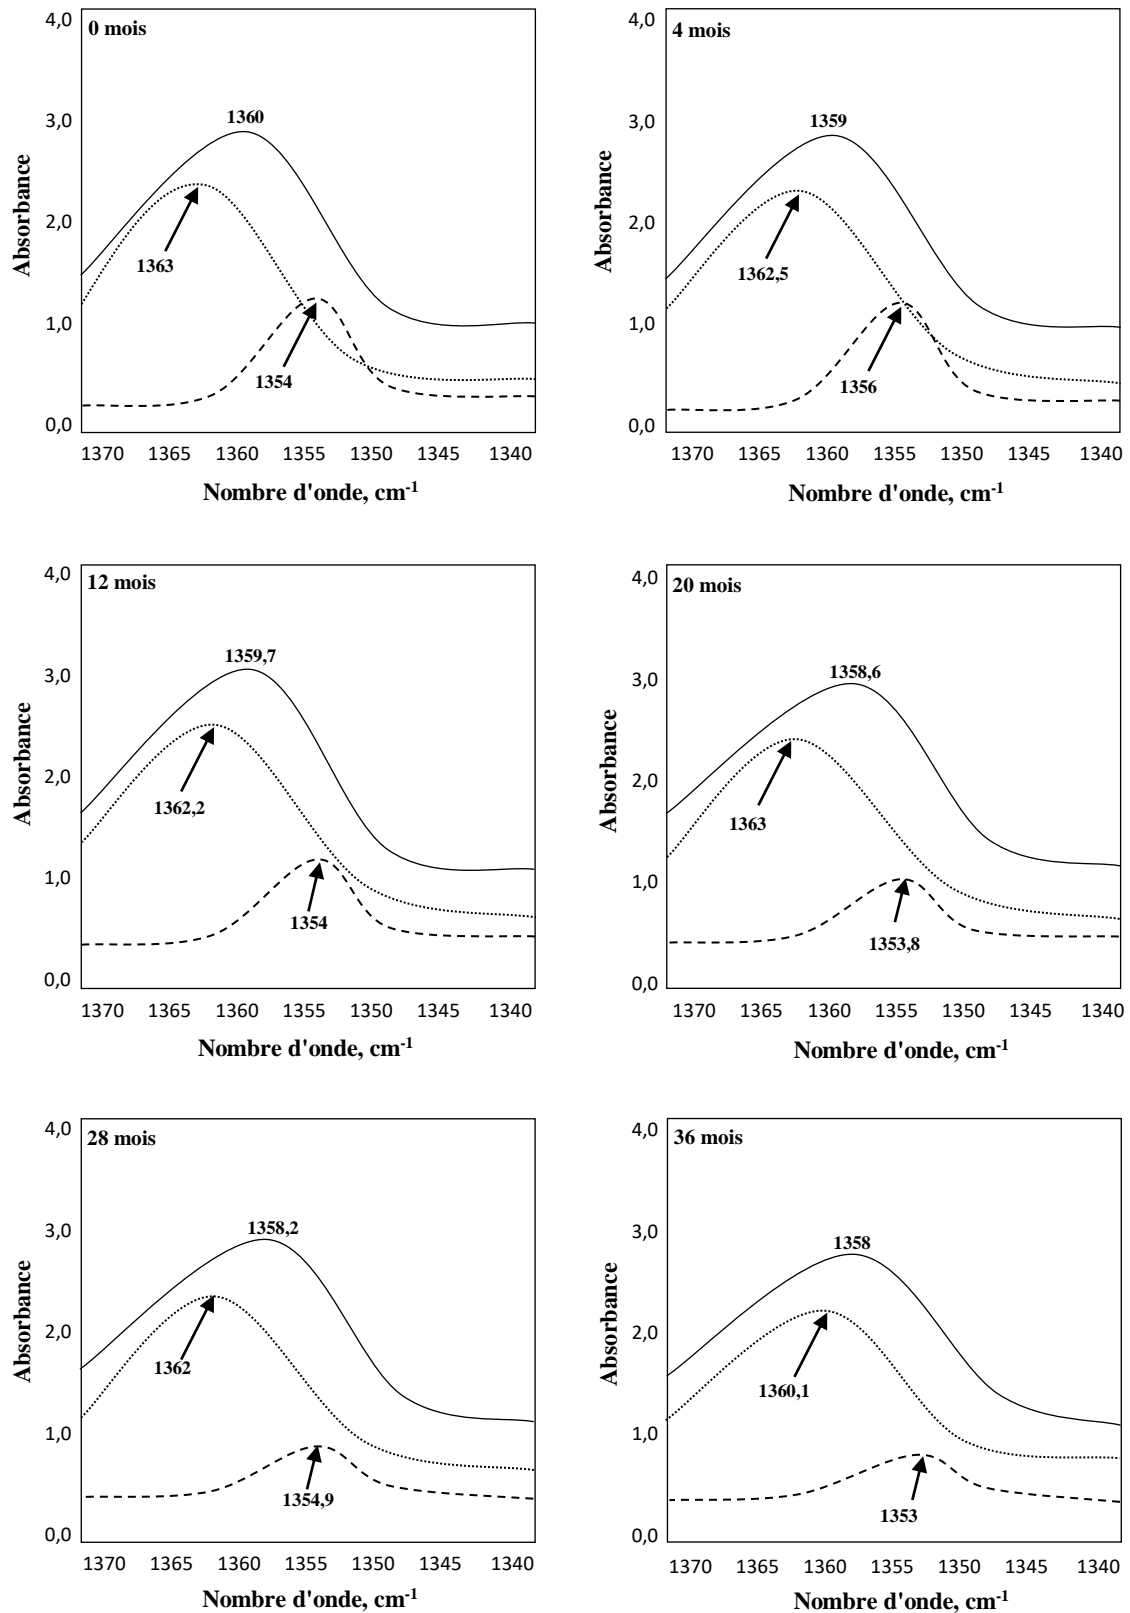 0 mois
4,0
3,0
2,0
1,0
0,0
Absorbance
1360
1363
1354
1370 1365 1360 1355 1350 1340
Nombre d'onde, cm-1
4 mois
4,0
3,0
2,0
1,0
0,0
Absorbance
1359
1362,5
1356
1370 1365 1360 1355 1350 1345 1340
Nombre d'onde, cm-1
12 mois
4,0
3,0
2,0
1,0
0,0
Absorbance
1359,7
1362,2
1354
1370 1365 1360 1355 1350 1340
Nombre d'onde, cm-1
20 mois
4,0
3,0
2,0
1,0
0,0
Absorbance
1358,6
1363
1353,8
1370 1365 1360 1355 1350 1345 1340
Nombre d'onde, cm-1
28 mois
4,0
3,0
2,0
1,0
0,0
Absorbance
1358,2
1362
1354,9
1370 1365 1360 1355 1350 1340
Nombre d'onde, cm-1
36 mois
4,0
3,0
2,0
1,0
0,0
Absorbance
1358
1360,1
1353
1370 1365 1360 1355 1350 1345 1340
Nombre d'onde, cm-1